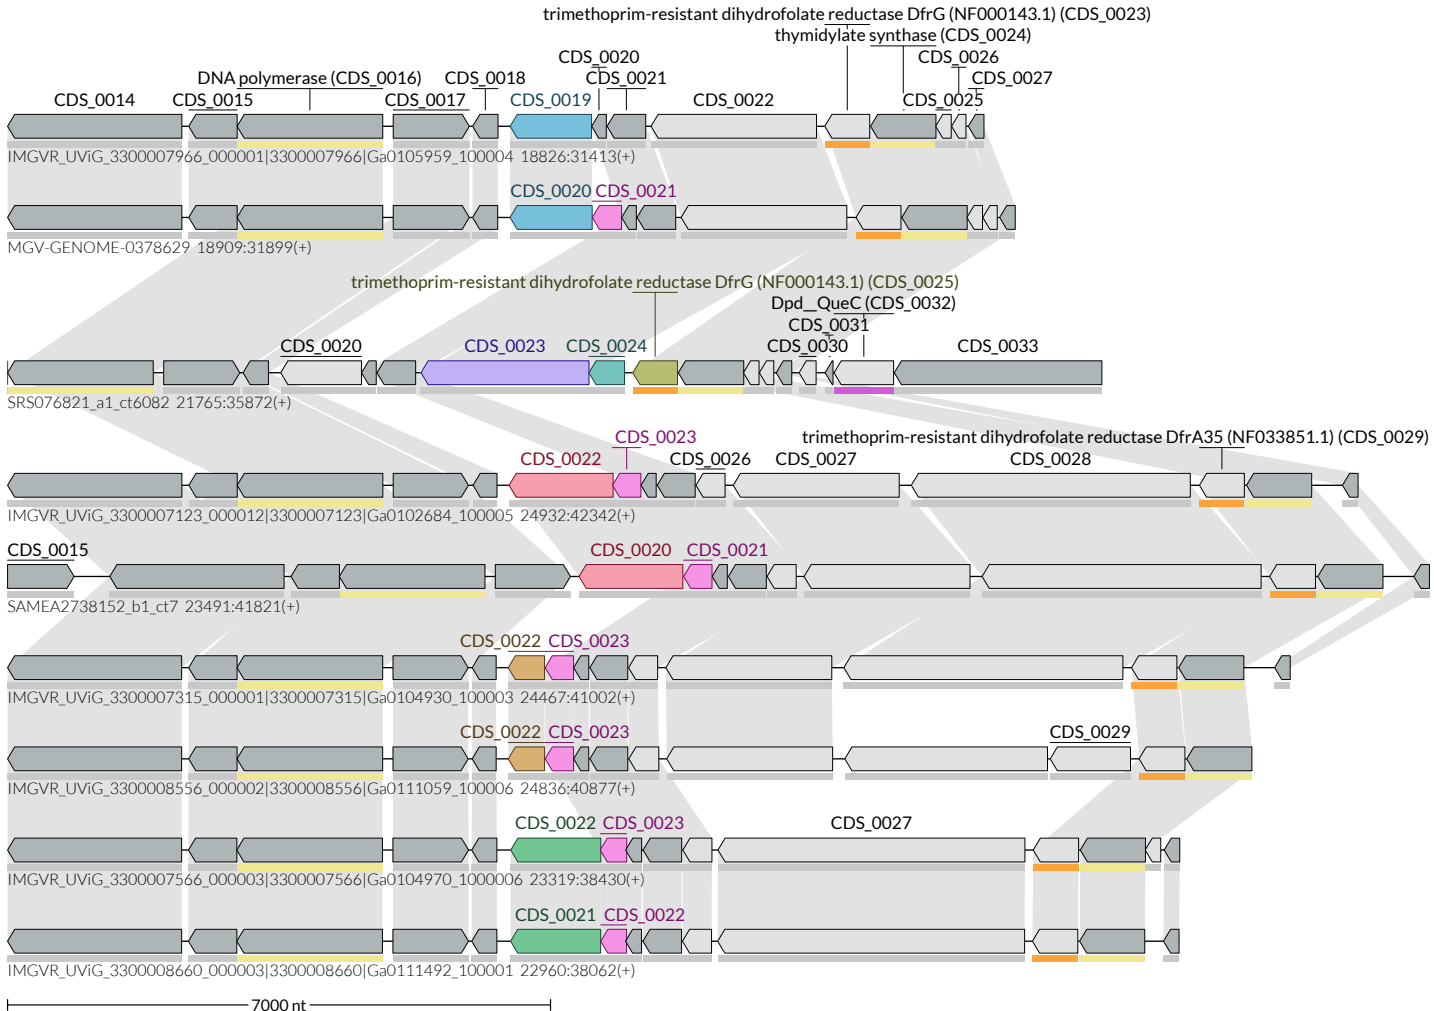 trimethoprim-resistant dihydrofolate reductase DfrG (NF000143.1) (CDS_0023)
thymidylate synthase (CDS_0024)
CDS_0020 CDS_0026
DNA polymerase (CDS_0016) CDS_0018 CDS_0021 CDS_0027
CDS_0014 CDS_0015 CDS_0017 CDS_0019 CDS_0022 CDS_0025
IMGVR_UViG_3300007966_000001|3300007966|Ga0105959_100004 18826:31413(+)
CDS_0020 CDS_0021
MGV-GENOME-0378629 18909:31899(+)
trimethoprim-resistant dihydrofolate reductase DfrG (NF000143.1) (CDS_0025)
Dpd__QueC (CDS_0032)
CDS_0031
CDS_0020 CDS_0023 CDS_0024 CDS_0030 CDS_0033
SRS076821_a1_ct6082 21765:35872(+)
CDS_0023 trimethoprim-resistant dihydrofolate reductase DfrA35 (NF033851.1) (CDS_0029)
CDS_0022 CDS_0026 CDS_0027 CDS_0028
IMGVR_UViG_3300007123_000012|3300007123|Ga0102684_100005 24932:42342(+)
CDS_0015 CDS_0020 CDS_0021
SAMEA2738152_b1_ct7 23491:41821(+)
CDS_0022 CDS_0023
IMGVR_UViG_3300007315_000001|3300007315|Ga0104930_100003 24467:41002(+)
CDS_0022 CDS_0023 CDS_0029
IMGVR_UViG_3300008556_000002|3300008556|Ga0111059_100006 24836:40877(+)
CDS_0022 CDS_0023 CDS_0027
IMGVR_UViG_3300007566_000003|3300007566|Ga0104970_1000006 23319:38430(+)
CDS_0021 CDS_0022
IMGVR_UViG_3300008660_000003|3300008660|Ga0111492_100001 22960:38062(+)
7000 nt